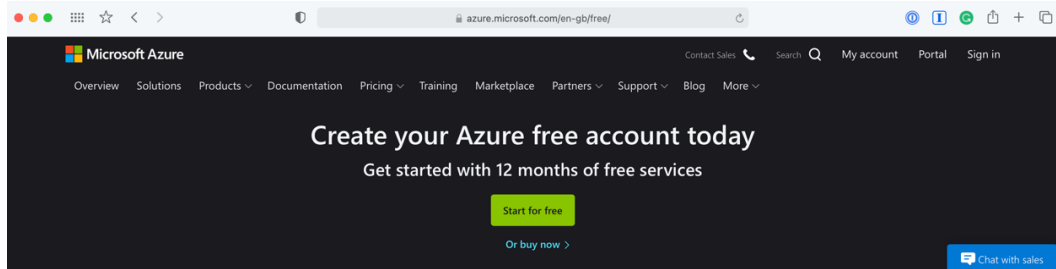 azure.microsoft.com/en-gb/free/
Microsoft Azure
Contact Sales Search My account Portal Sign in
Overview Solutions Products Documentation Pricing Training Marketplace Partners Support Blog More
Create your Azure free account today
Get started with 12 months of free services
Start for free
Or buy now
Chat with sales